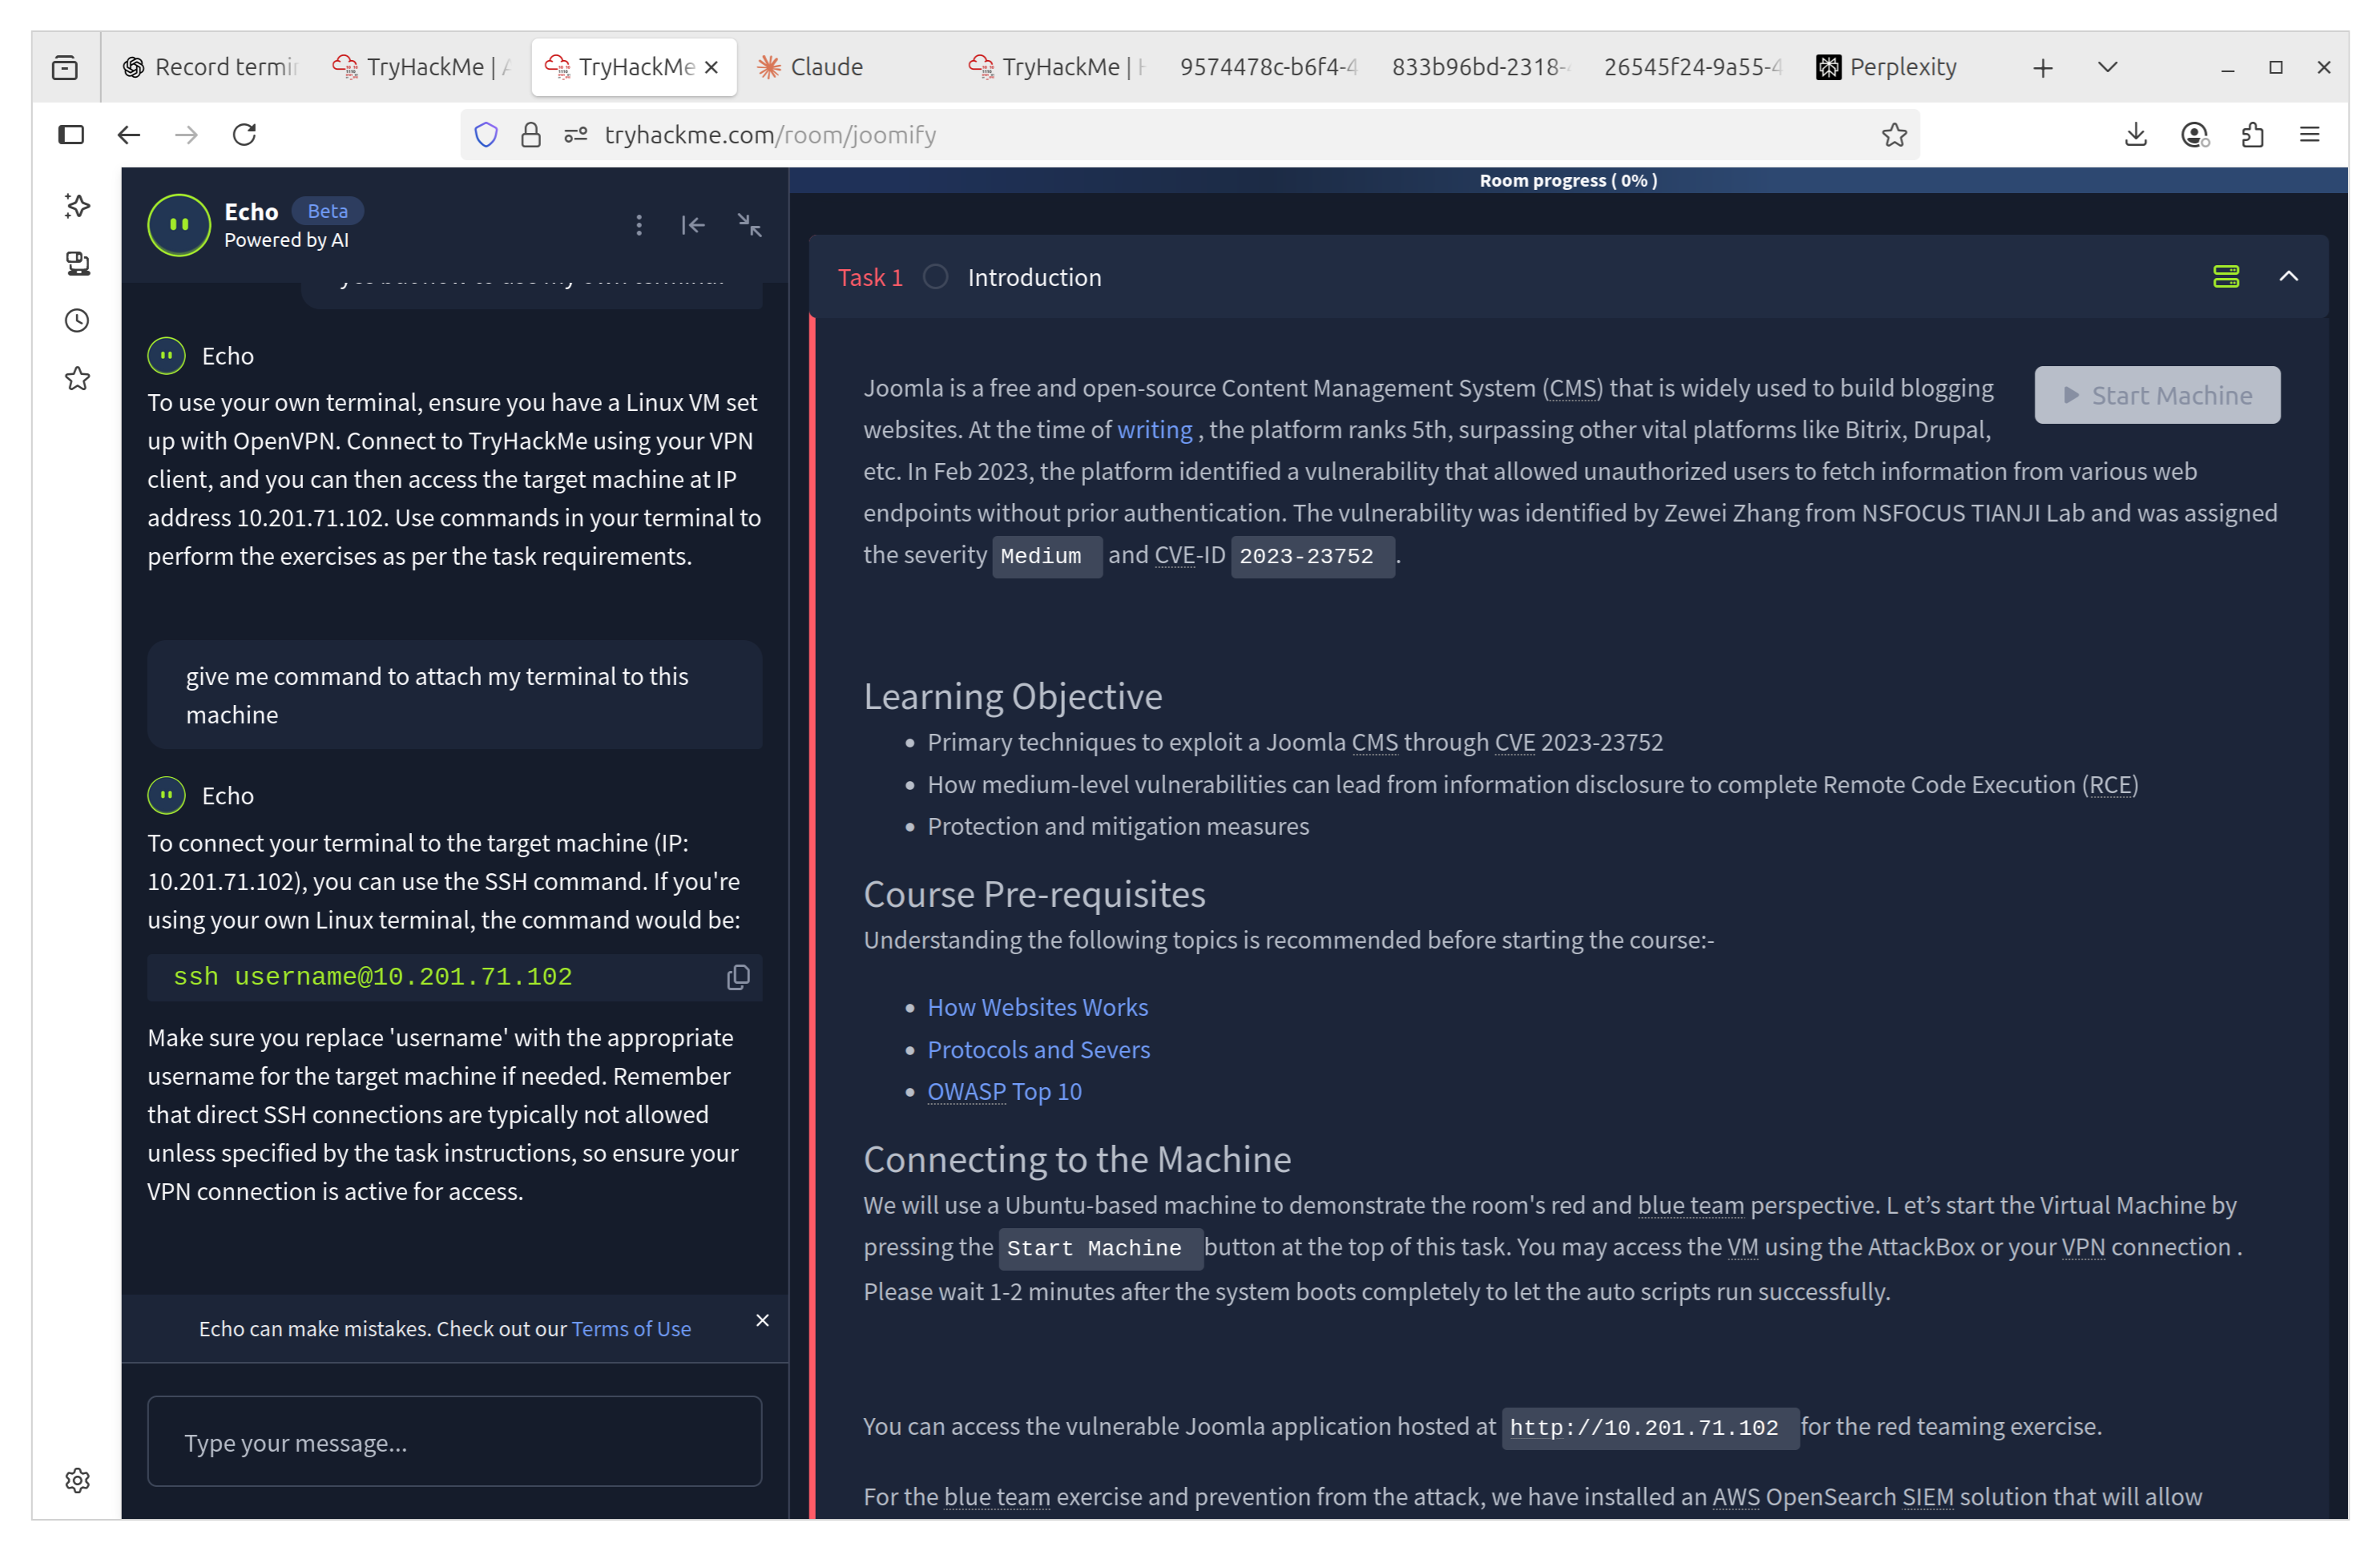 Record termin
TryHackMe | A
TryHackMe
Claude
TryHackMe | H
9574478c-b6f4-4
833b96bd-2318-4
26545f24-9a55-4
Perplexity
tryhackme.com/room/joomify
Echo Beta
Powered by AI
yes but how to use my own terminal
Echo
To use your own terminal, ensure you have a Linux VM set
up with OpenVPN. Connect to TryHackMe using your VPN
client, and you can then access the target machine at IP
address 10.201.71.102. Use commands in your terminal to
perform the exercises as per the task requirements.
give me command to attach my terminal to this
machine
Echo
To connect your terminal to the target machine (IP:
10.201.71.102), you can use the SSH command. If you're
using your own Linux terminal, the command would be:
ssh username@10.201.71.102
Make sure you replace 'username' with the appropriate
username for the target machine if needed. Remember
that direct SSH connections are typically not allowed
unless specified by the task instructions, so ensure your
VPN connection is active for access.
Echo can make mistakes. Check out our Terms of Use
Type your message...
Room progress ( 0% )
Task 1 Introduction
Start Machine
Joomla is a free and open-source Content Management System (CMS) that is widely used to build blogging
websites. At the time of writing , the platform ranks 5th, surpassing other vital platforms like Bitrix, Drupal,
etc. In Feb 2023, the platform identified a vulnerability that allowed unauthorized users to fetch information from various web
endpoints without prior authentication. The vulnerability was identified by Zewei Zhang from NSFOCUS TIANJI Lab and was assigned
the severity Medium and CVE-ID 2023-23752 .
Learning Objective
• Primary techniques to exploit a Joomla CMS through CVE 2023-23752
• How medium-level vulnerabilities can lead from information disclosure to complete Remote Code Execution (RCE)
• Protection and mitigation measures
Course Pre-requisites
Understanding the following topics is recommended before starting the course:-
• How Websites Works
• Protocols and Severs
• OWASP Top 10
Connecting to the Machine
We will use a Ubuntu-based machine to demonstrate the room's red and blue team perspective. L et’s start the Virtual Machine by
pressing the Start Machine button at the top of this task. You may access the VM using the AttackBox or your VPN connection .
Please wait 1-2 minutes after the system boots completely to let the auto scripts run successfully.
You can access the vulnerable Joomla application hosted at http://10.201.71.102 for the red teaming exercise.
For the blue team exercise and prevention from the attack, we have installed an AWS OpenSearch SIEM solution that will allow